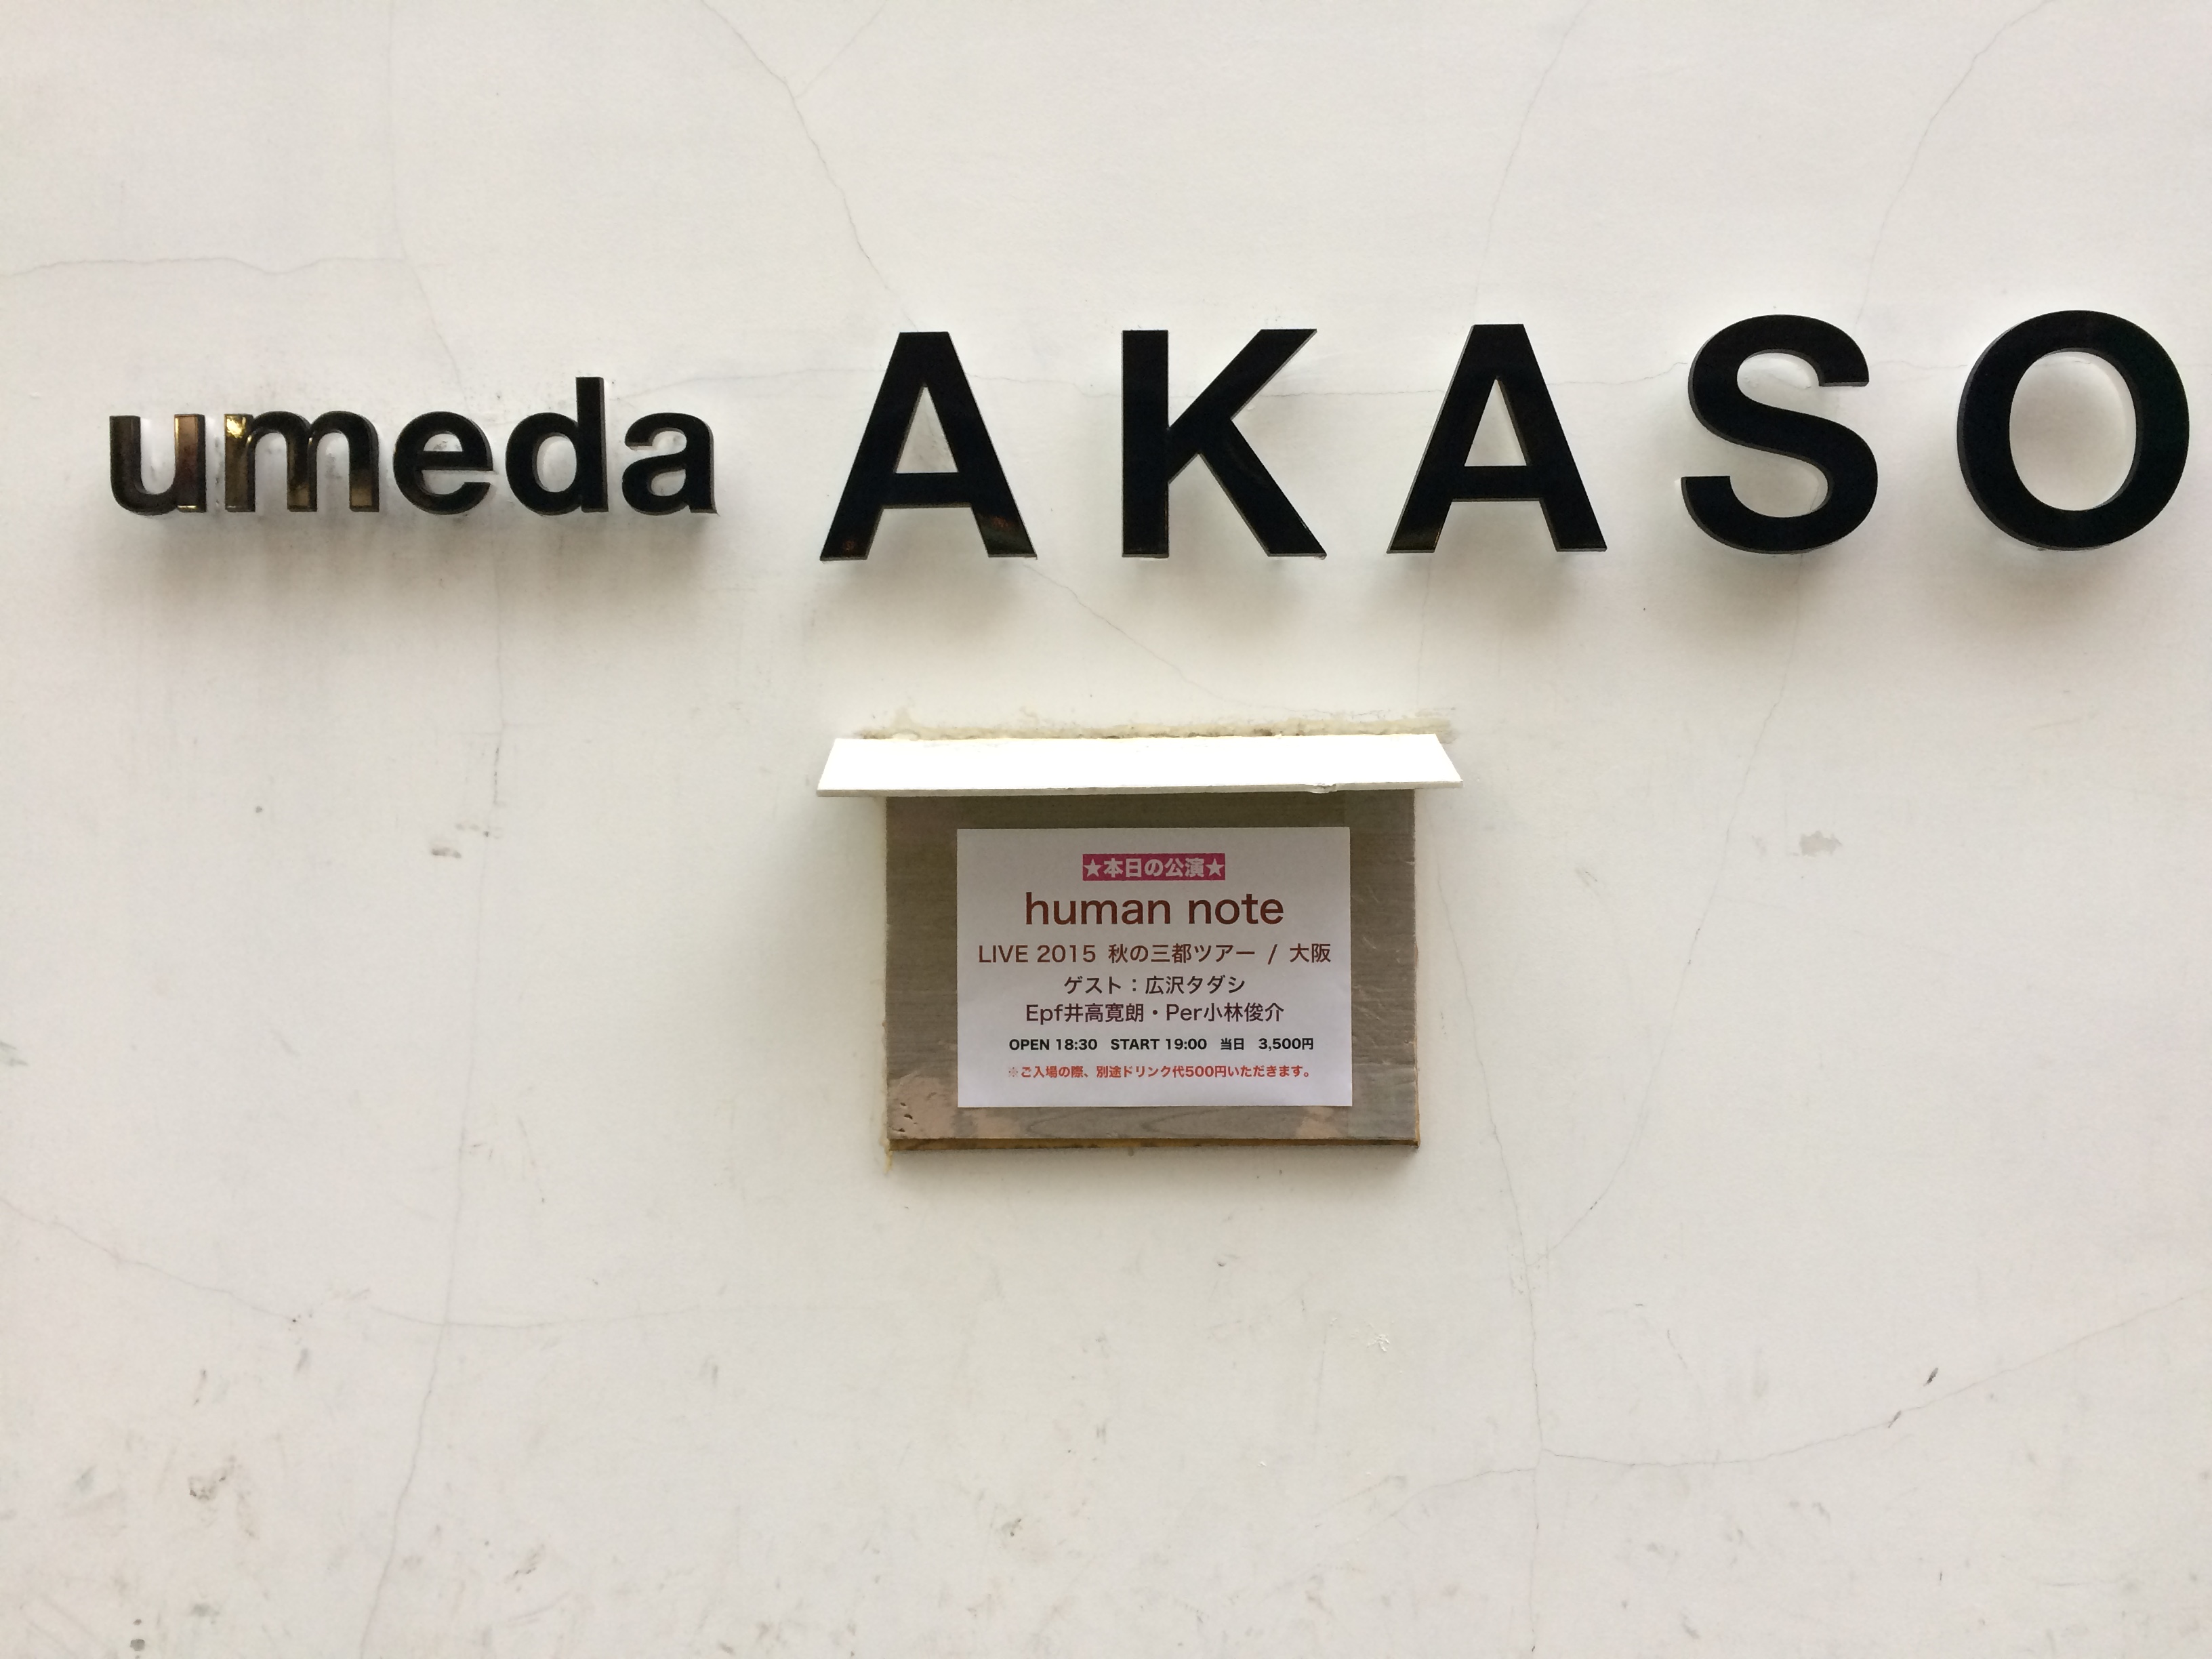 umeda AKASO
★本日の公演★
human note
LIVE 2015 秋の三都ツアー / 大阪
ゲスト：広沢タダシ
Epf井高寛朗・Per小林俊介
OPEN 18:30 START 19:00 当日 3,500円
※ご入場の際、別途ドリンク代500円いただきます。